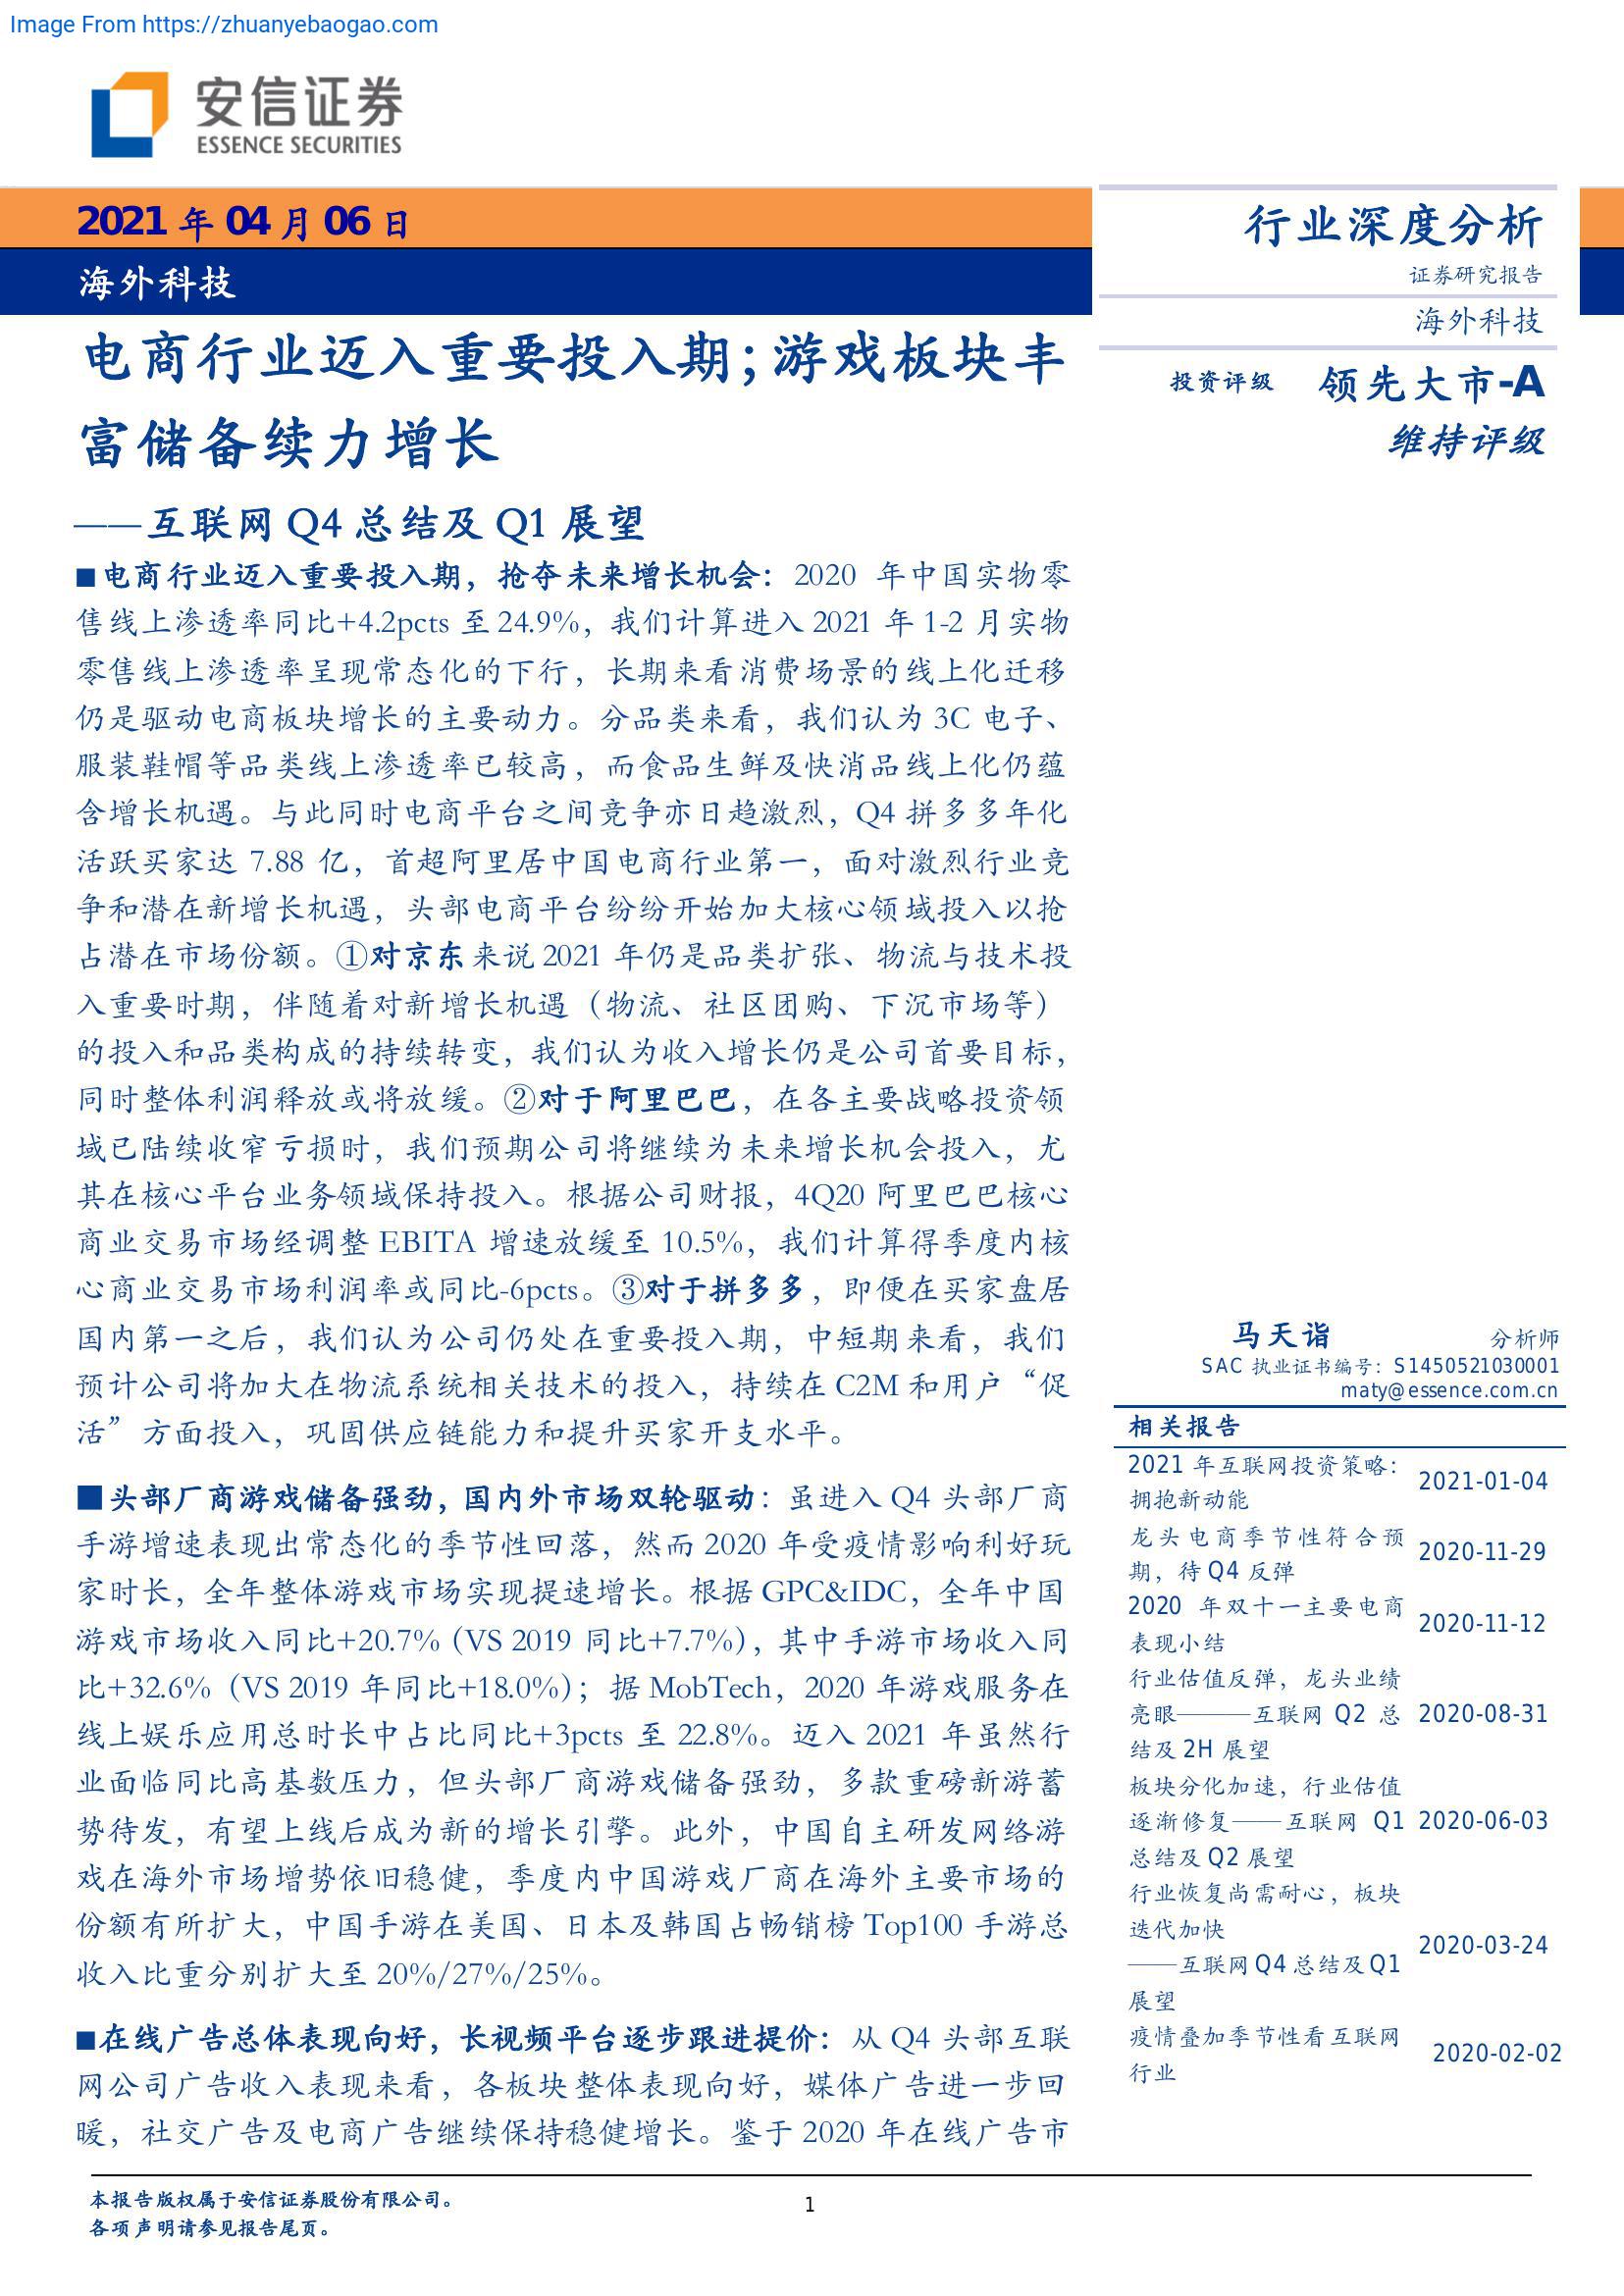 Image From https://zhuanyebaogao.com
安信证券
ESSENCE SECURITIES
2021 年 04 月 06 日
海外科技
行业深度分析
证券研究报告
海外科技
投资评级 领先大市-A
维持评级
电商行业迈入重要投入期；游戏板块丰
富储备续力增长
——互联网 Q4 总结及 Q1 展望
■电商行业迈入重要投入期，抢夺未来增长机会：2020 年中国实物零
售线上渗透率同比+4.2pcts 至 24.9%，我们计算进入 2021 年 1-2 月实物
零售线上渗透率呈现常态化的下行，长期来看消费场景的线上化迁移
仍是驱动电商板块增长的主要动力。分品类来看，我们认为 3C 电子、
服装鞋帽等品类线上渗透率已较高，而食品生鲜及快消品线上化仍蕴
含增长机遇。与此同时电商平台之间竞争亦日趋激烈，Q4 拼多多年化
活跃买家达 7.88 亿，首超阿里居中国电商行业第一，面对激烈行业竞
争和潜在新增长机遇，头部电商平台纷纷开始加大核心领域投入以抢
占潜在市场份额。①对京东来说 2021 年仍是品类扩张、物流与技术投
入重要时期，伴随着对新增长机遇（物流、社区团购、下沉市场等）
的投入和品类构成的持续转变，我们认为收入增长仍是公司首要目标，
同时整体利润释放或将放缓。②对于阿里巴巴，在各主要战略投资领
域已陆续收窄亏损时，我们预期公司将继续为未来增长机会投入，尤
其在核心平台业务领域保持投入。根据公司财报，4Q20 阿里巴巴核心
商业交易市场经调整 EBITA 增速放缓至 10.5%，我们计算得季度内核
心商业交易市场利润率或同比-6pcts。③对于拼多多，即便在买家盘居
国内第一之后，我们认为公司仍处在重要投入期，中短期来看，我们
预计公司将加大在物流系统相关技术的投入，持续在 C2M 和用户“促
活”方面投入，巩固供应链能力和提升买家开支水平。
■头部厂商游戏储备强劲，国内外市场双轮驱动：虽进入 Q4 头部厂商
手游增速表现出常态化的季节性回落，然而 2020 年受疫情影响利好玩
家时长，全年整体游戏市场实现提速增长。根据 GPC&IDC，全年中国
游戏市场收入同比+20.7%（VS 2019 同比+7.7%），其中手游市场收入同
比+32.6%（VS 2019 年同比+18.0%）；据 MobTech，2020 年游戏服务在
线上娱乐应用总时长中占比同比+3pcts 至 22.8%。迈入 2021 年虽然行
业面临同比高基数压力，但头部厂商游戏储备强劲，多款重磅新游蓄
势待发，有望上线后成为新的增长引擎。此外，中国自主研发网络游
戏在海外市场增势依旧稳健，季度内中国游戏厂商在海外主要市场的
份额有所扩大，中国手游在美国、日本及韩国占畅销榜 Top100 手游总
收入比重分别扩大至 20%/27%/25%。
■在线广告总体表现向好，长视频平台逐步跟进提价：从 Q4 头部互联
网公司广告收入表现来看，各板块整体表现向好，媒体广告进一步回
暖，社交广告及电商广告继续保持稳健增长。鉴于 2020 年在线广告市
马天诣 分析师
SAC 执业证书编号：S1450521030001
maty@essence.com.cn
相关报告
2021 年互联网投资策略：
拥抱新动能 2021-01-04
龙头电商季节性符合预
期，待 Q4 反弹 2020-11-29
2020 年双十一主要电商
表现小结 2020-11-12
行业估值反弹，龙头业绩
亮眼———互联网 Q2 总 2020-08-31
结及 2H 展望
板块分化加速，行业估值
逐渐修复——互联网 Q1 2020-06-03
总结及 Q2 展望
行业恢复尚需耐心，板块
迭代加快
——互联网 Q4 总结及 Q1 2020-03-24
展望
疫情叠加季节性看互联网
行业 2020-02-02
本报告版权属于安信证券股份有限公司。
各项声明请参见报告尾页。
1